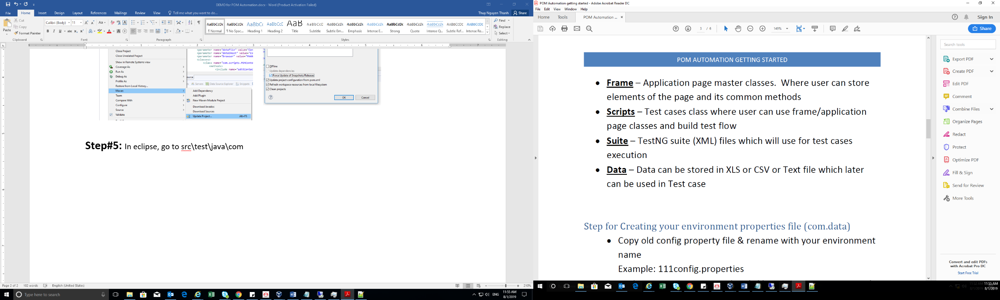 DEMO for POM Automation.docx - Word (Product Activation Failed)
File Home Insert Design Layout References Mailings Review View Tell me what you want to do... Thuy Nguyen Thanh Share
Paste
Cut
Copy
Format Painter
Clipboard
Calibri (Body) 11
Font
Paragraph
AaBbCcDc AaBbCcDc AaBbCc AaBbCcE AaB AaBbCcC AaBbCcDc AaBbCcDc AaBbCcDc AaBbCcDc AaBbCcDc AaBbCcDc AABBCCDC AABBCCDE
¶ Normal ¶ No Spac... Heading 1 Heading 2 Title Subtitle Subtle Em... Emphasis Intense E... Strong Quote Intense Q... Subtle Ref... Intense Re...
Styles
Find
Replace
Select
Editing
Close Project
Close Unrelated Project
Show in Remote Systems view
Coverage As
Run As
Debug As
Profile As
Restore from Local History...
Maven
Team
Compare With
Configure
Source
Validate
<parameter name="dataFile" value="Con
<parameter name="dataSheet" value="Co
<parameter name="browser" value="PHAN
<classes>
<class name="com.scripts.POMConta
<methods>
<include name="editContac
ource
Servers Data Source Explorer Snippets
Add Dependency
Add Plugin
New Maven Module Project
Download Javadoc
Download Sources
Update Project... Alt+F5
Offline
Update dependencies
Force Update of Snapshots/Releases
Update project configuration from pom.xml
Refresh workspace resources from local filesystem
Clean projects
OK Cancel
Step#5: In eclipse, go to src\test\java\com
Page 2 of 2 102 words English (United States) 210%
Type here to search
ENG 11:55 AM
8/1/2019
POM Automation getting started - Adobe Acrobat Reader DC
File Edit View Window Help
Home Tools POM Automation ... × Sign In
3 / 6 149% Share
POM AUTOMATION GETTING STARTED
• Frame – Application page master classes. Where user can store
elements of the page and its common methods
• Scripts – Test cases class where user can use frame/application
page classes and build test flow
• Suite – TestNG suite (XML) files which will use for test cases
execution
• Data – Data can be stored in XLS or CSV or Text file which later
can be used in Test case
Step for Creating your environment properties file (com.data)
• Copy old config property file & rename with your environment
name
Example: 111config.properties
Search tools
Export PDF
Create PDF
Edit PDF
Comment
Combine Files
Organize Pages
Redact
Protect
Optimize PDF
Fill & Sign
Send for Review
More Tools
Convert and edit PDFs
with Acrobat Pro DC
Start Free Trial
11:55 AM
8/1/2019